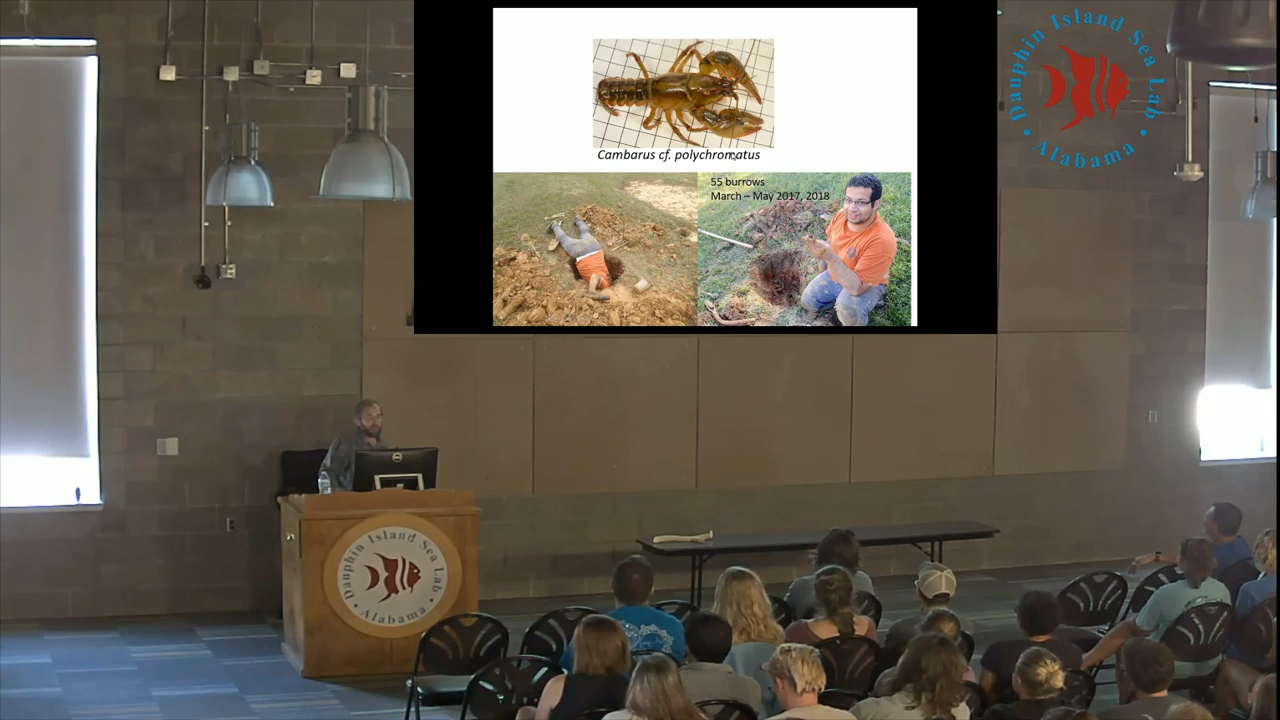 Cambarus cf. polychromatus
55 burrows
March – May 2017, 2018
Dauphin Island Sea Lab
• Alabama •
DELL
Dauphin Island Sea Lab
• Alabama •